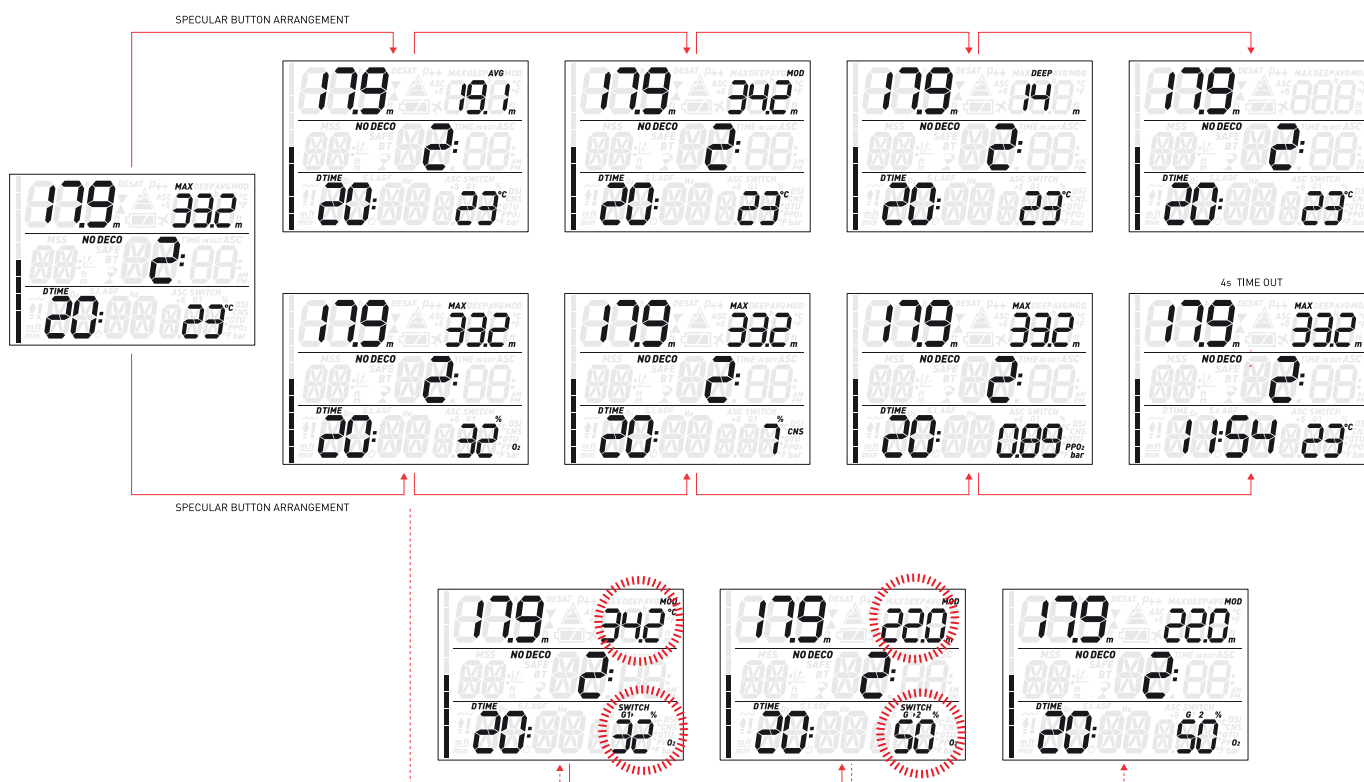 SPECULAR BUTTON ARRANGEMENT
17.9 m AVG 19.1 m
NO DECO 2:
DTIME 20: 23 °C
17.9 m MOD 34.2 m
NO DECO 2:
DTIME 20: 23 °C
17.9 m DEEP 14 m
NO DECO 2:
DTIME 20: 23 °C
17.9 m
NO DECO 2:
DTIME 20: 23 °C
17.9 m MAX 33.2 m
NO DECO 2:
DTIME 20: 23 °C
17.9 m MAX 33.2 m
NO DECO 2:
DTIME 20: 32 % O₂
17.9 m MAX 33.2 m
NO DECO 2:
DTIME 20: 7 % CNS
17.9 m MAX 33.2 m
NO DECO 2:
DTIME 20: 0.89 PPO₂ bar
4s TIME OUT
17.9 m MAX 33.2 m
NO DECO 2:
DTIME 11:54 23 °C
SPECULAR BUTTON ARRANGEMENT
17.9 m MOD 34.2 m
NO DECO 2:
DTIME 20: SWITCH G1 32 % O₂
17.9 m MOD 22.0 m
NO DECO 2:
DTIME 20: SWITCH G 2 50 % O₂
17.9 m MOD 22.0 m
NO DECO 2:
DTIME 20: G 2 50 % O₂